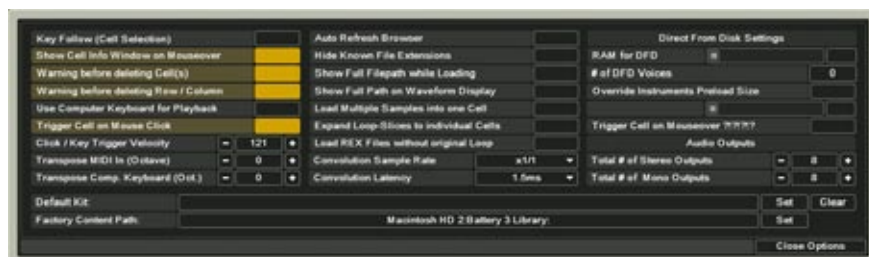 Key Follow (Cell Selection)
Show Cell Info Window on Mouseover
Warning before deleting Cell(s)
Warning before deleting Row / Column
Use Computer Keyboard for Playback
Trigger Cell on Mouse Click
Click / Key Trigger Velocity - 121 +
Transpose MIDI In (Octave) - 0 +
Transpose Comp. Keyboard (Oct.) - 0 +
Auto Refresh Browser
Hide Known File Extensions
Show Full Filepath while Loading
Show Full Path on Waveform Display
Load Multiple Samples into one Cell
Expand Loop-Slices to individual Cells
Load REX Files without original Loop
Convolution Sample Rate x1/1
Convolution Latency 1.5ms
Direct From Disk Settings
RAM for DFD
# of DFD Voices 0
Override Instruments Preload Size
Trigger Cell on Mouseover ?!?!?!?
Audio Outputs
Total # of Stereo Outputs - 8 +
Total # of Mono Outputs - 8 +
Default Kit: Set Clear
Factory Content Path: Macintosh HD 2:Battery 3 Library: Set
Close Options